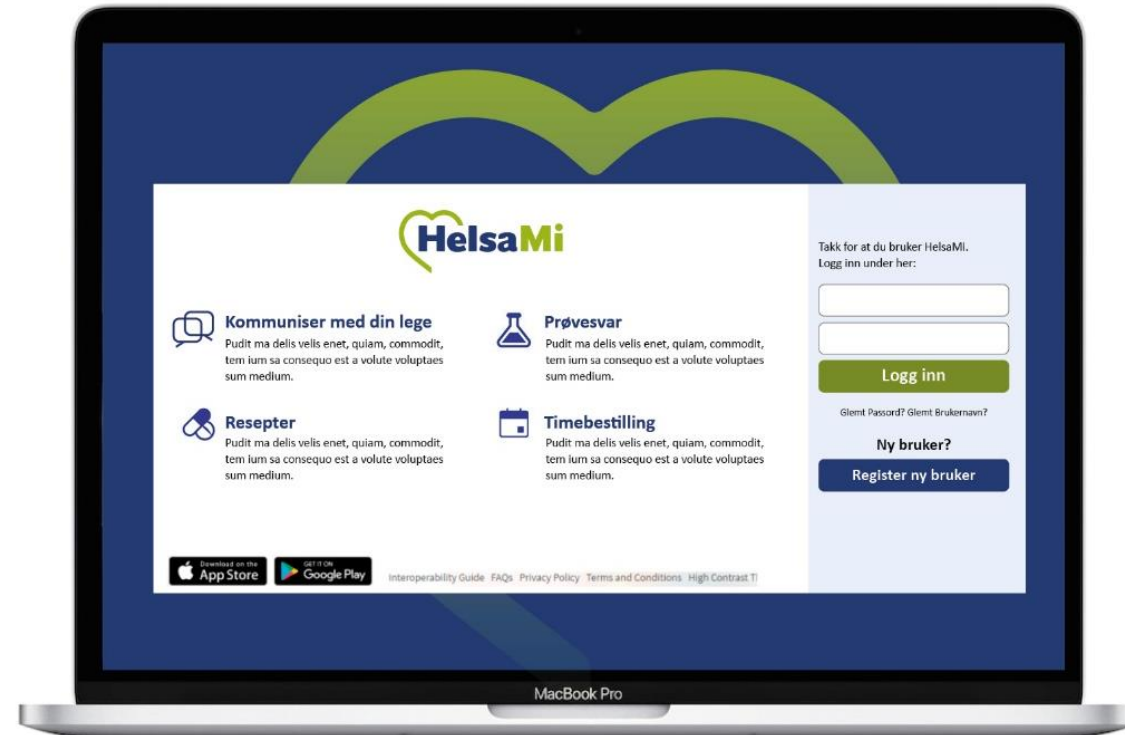 HelsaMi
Kommuniser med din lege
Pudit ma delis velis enet, quiam, commodit,
tem ium sa consequo est a volute voluptaes
sum medium.
Prøvesvar
Pudit ma delis velis enet, quiam, commodit,
tem ium sa consequo est a volute voluptaes
sum medium.
Resepter
Pudit ma delis velis enet, quiam, commodit,
tem ium sa consequo est a volute voluptaes
sum medium.
Timebestilling
Pudit ma delis velis enet, quiam, commodit,
tem ium sa consequo est a volute voluptaes
sum medium.
Download on the
App Store
GET IT ON
Google Play
Interoperability Guide FAQs Privacy Policy Terms and Conditions High Contrast
Takk for at du bruker HelsaMi.
Logg inn under her:
Logg inn
Glemt Passord? Glemt Brukernavn?
Ny bruker?
Register ny bruker
MacBook Pro